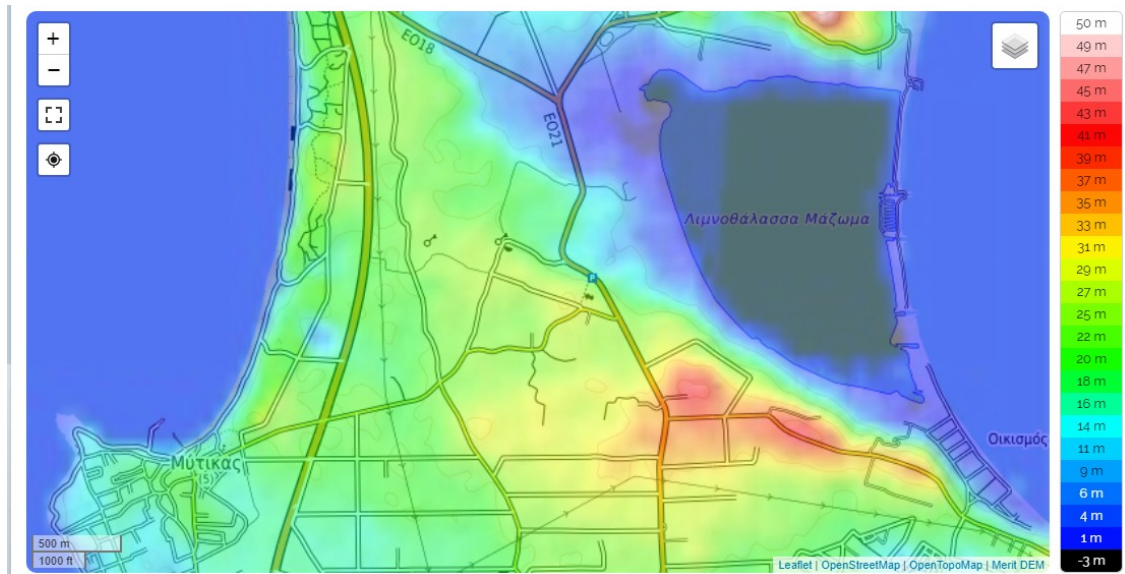 +
−
EO18
EO21
Λιμνοθάλασσα Μάζωμα
Οικισμός
Μύτικας
(5)
P
500 m
1000 ft
Leaflet | OpenStreetMap | OpenTopoMap | Merit DEM
50 m
49 m
47 m
45 m
43 m
41 m
39 m
37 m
35 m
33 m
31 m
29 m
27 m
25 m
22 m
20 m
18 m
16 m
14 m
11 m
9 m
6 m
4 m
1 m
-3 m